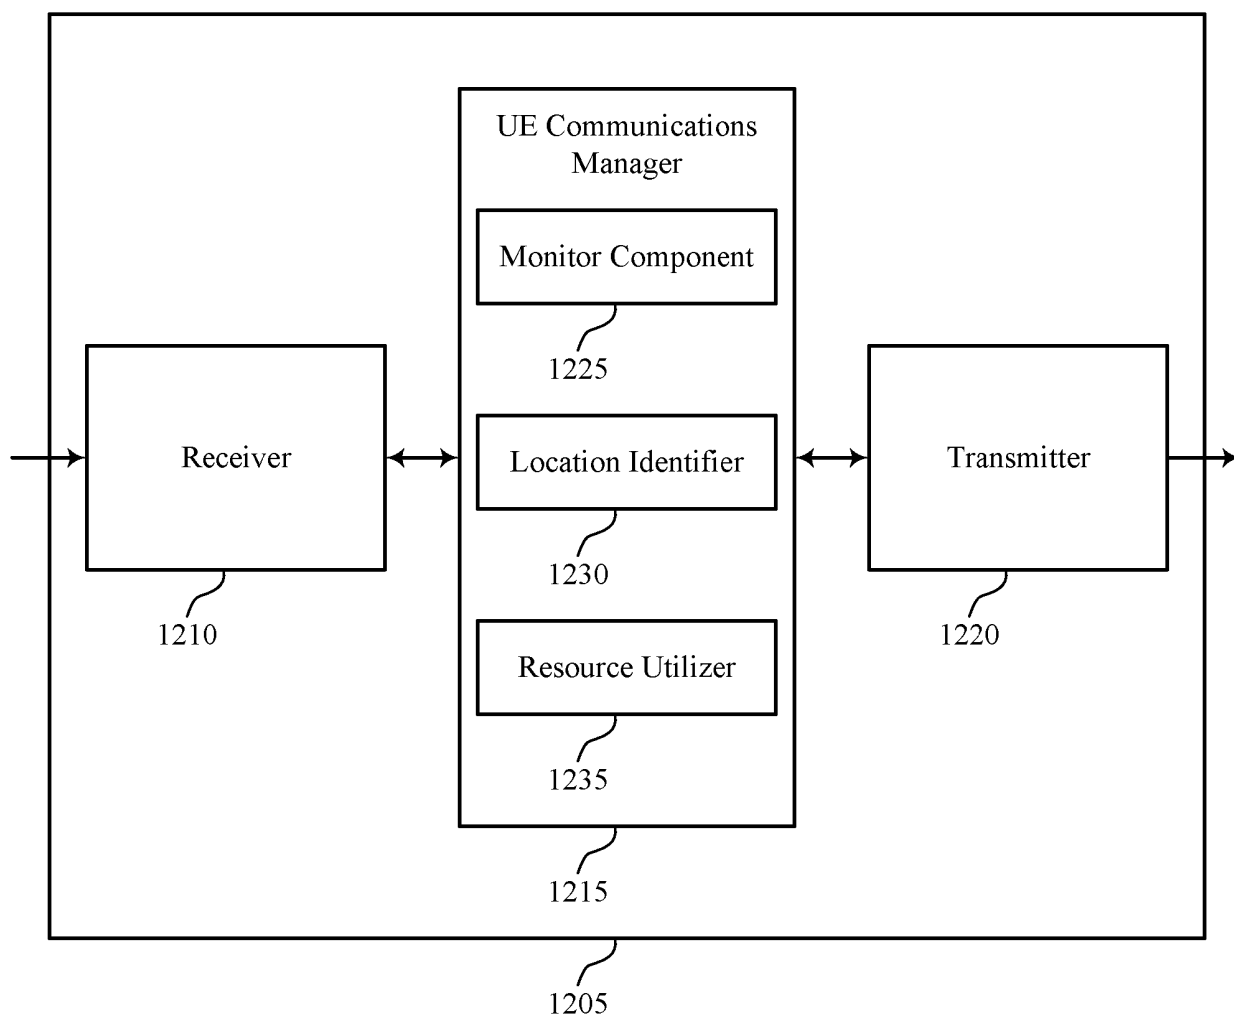 UE Communications
Manager
Monitor Component
1225
Receiver
Location Identifier
Transmitter
1230
1210
1220
Resource Utilizer
1235
1215
1205